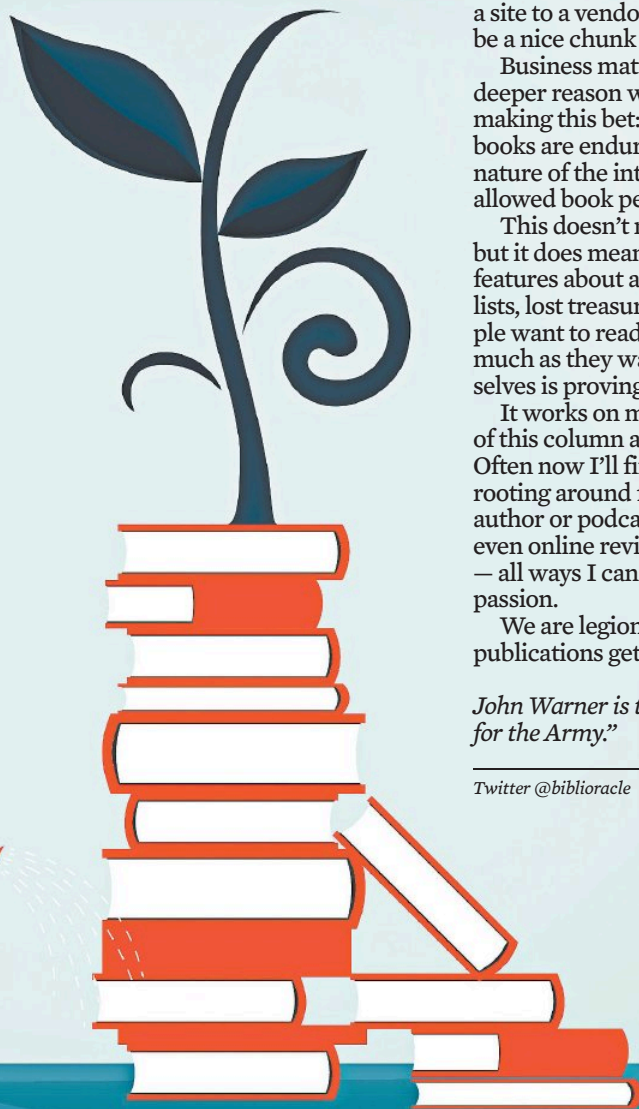 a site to a vendo
be a nice chunk
Business matt
deeper reason w
making this bet:
books are endur
nature of the int
allowed book pe
This doesn’t r
but it does mean
features about a
lists, lost treasur
ple want to read
much as they wa
selves is proving
It works on m
of this column a
Often now I’ll fi
rooting around f
author or podca
even online revi
— all ways I can
passion.
We are legion
publications get
John Warner is t
for the Army.”
Twitter @biblioracle